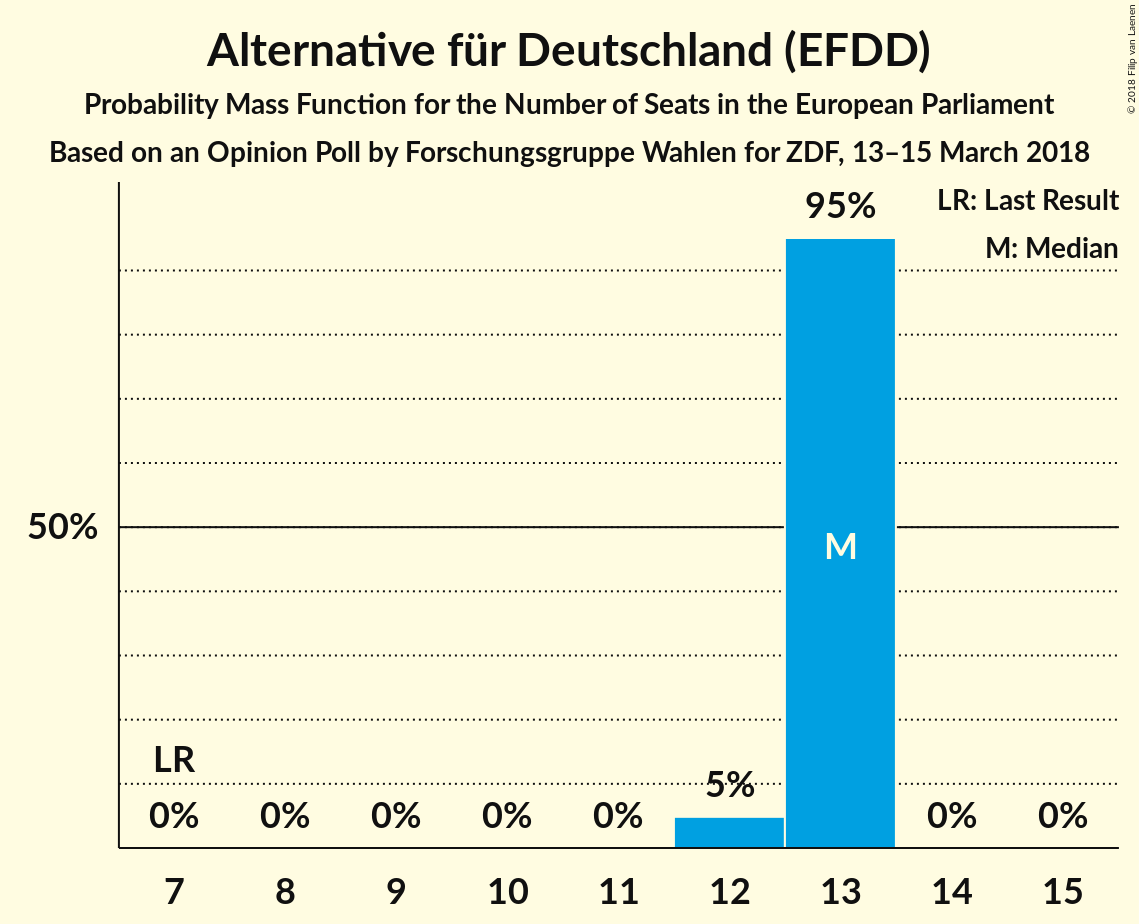 Alternative für Deutschland (EFDD)
Probability Mass Function for the Number of Seats in the European Parliament
Based on an Opinion Poll by Forschungsgruppe Wahlen for ZDF, 13–15 March 2018
© 2018 Filip van Laenen
LR: Last Result
M: Median
95%
50%
M
LR
5%
0% 0% 0% 0% 0% 0% 0%
7 8 9 10 11 12 13 14 15